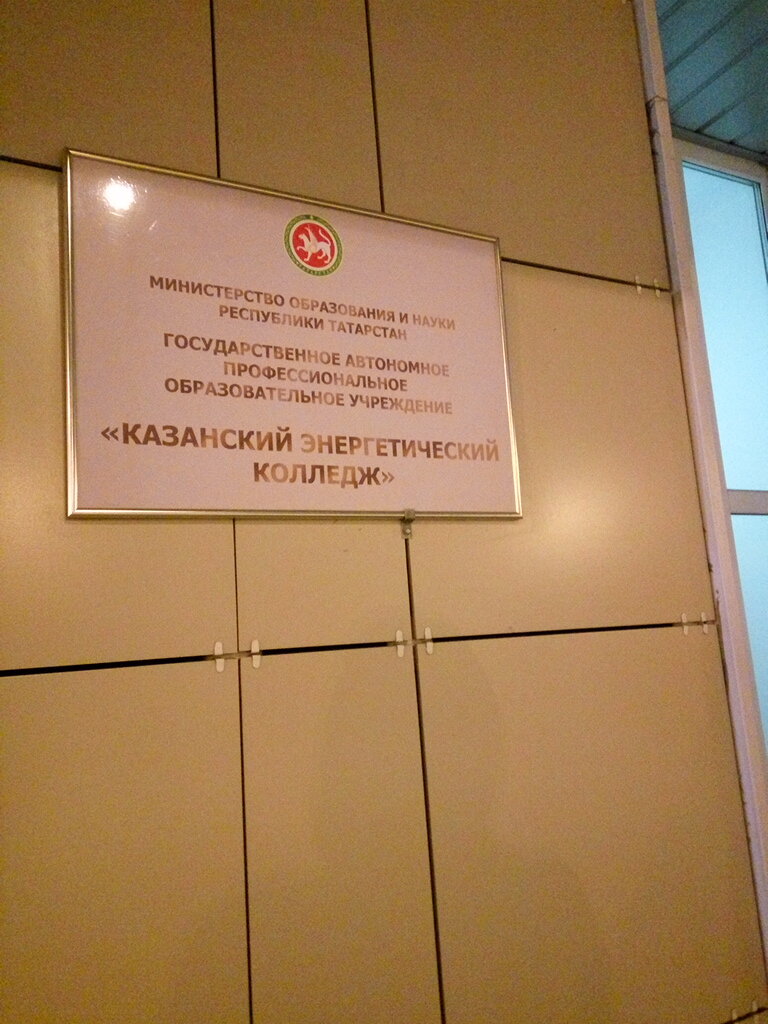 МИНИСТЕРСТВО ОБРАЗОВАНИЯ И НАУКИ
РЕСПУБЛИКИ ТАТАРСТАН
ГОСУДАРСТВЕННОЕ АВТОНОМНОЕ
ПРОФЕССИОНАЛЬНОЕ
ОБРАЗОВАТЕЛЬНОЕ УЧРЕЖДЕНИЕ
«КАЗАНСКИЙ ЭНЕРГЕТИЧЕСКИЙ
КОЛЛЕДЖ»